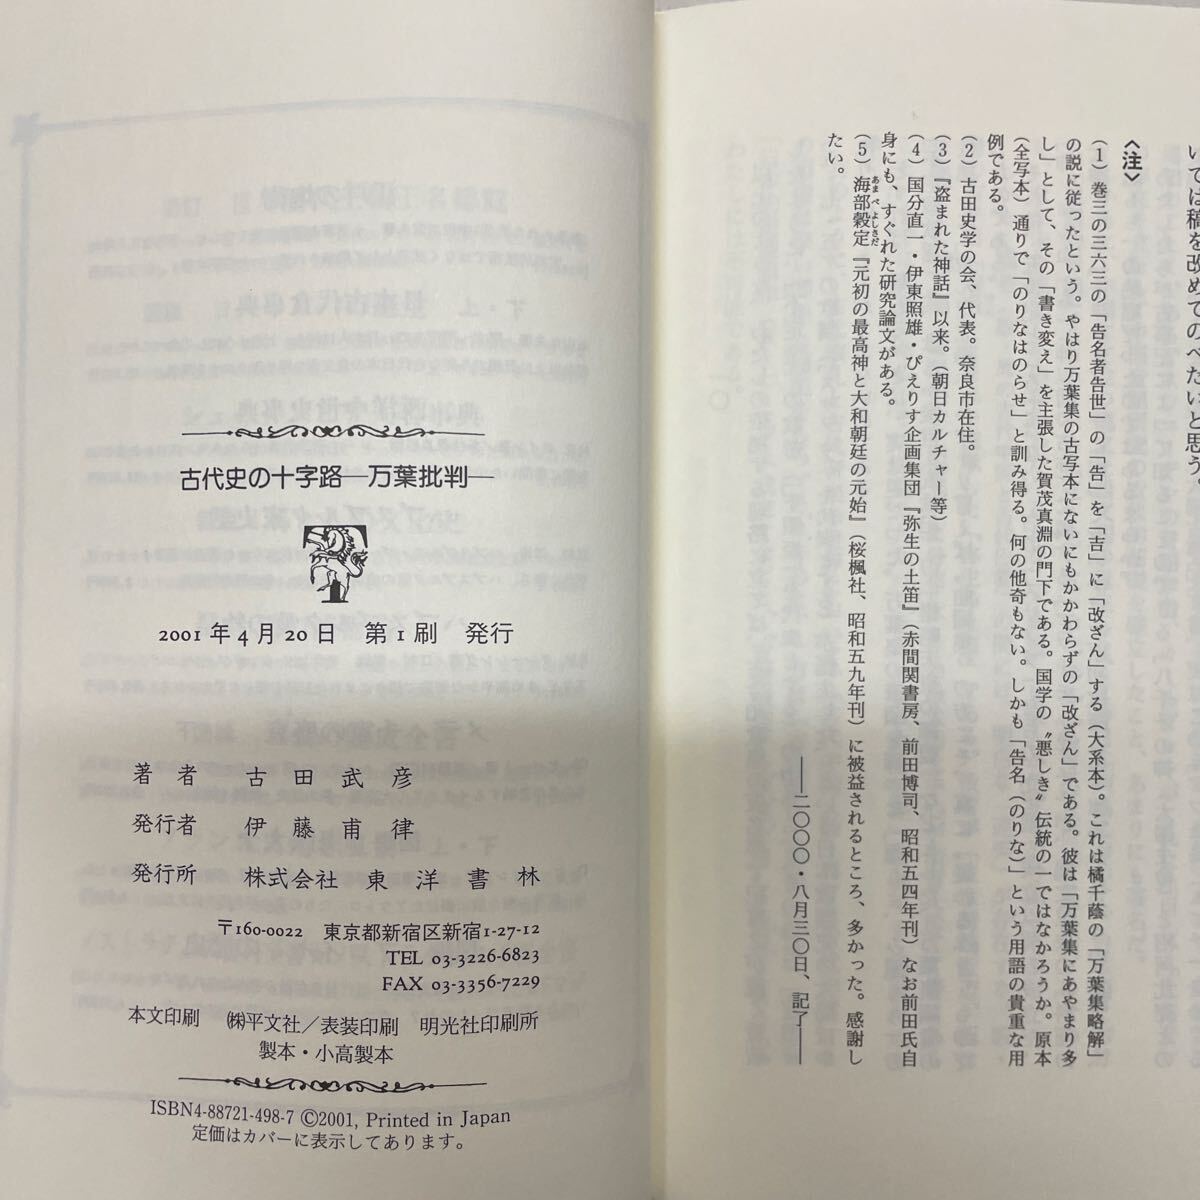 いては稿を改めてのべたいと思う。
〈注〉
（1）巻三の三六三の「告名者告世」の「告」を「吉」に「改ざん」する（大系本）。これは橘千蔭の「万葉集略解」
の説に従ったという。やはり万葉集の古写本にないにもかかわらずの「改ざん」である。彼は「万葉集にあやまり多
し」として、その「書き変え」を主張した賀茂真淵の門下である。国学の〝悪しき〟伝統の一ではなかろうか。原本
（全写本）通りで「のりなはのらせ」と訓み得る。何の他奇もない。しかも「告名（のりな）」という用語の貴重な用
例である。
（2）古田史学の会、代表。奈良市在住。
（3）『盗まれた神話』以来。（朝日カルチャー等）
（4）国分直一・伊東照雄・ぴえりす企画集団『弥生の土笛』（赤間関書房、前田博司、昭和五四年刊）なお前田氏自
身にも、すぐれた研究論文がある。
（5）海部穀定『元初の最高神と大和朝廷の元始』（桜楓社、昭和五九年刊）に被益されるところ、多かった。感謝し
あまべよしさだ
たい。
――二〇〇〇・八月三〇日、記了――
古代史の十字路―万葉批判―
T
2001年4月20日　第1刷　発行
著者　古田武彦
発行者　伊藤甫律
発行所　株式会社 東洋書林
〒160-0022　東京都新宿区新宿1-27-12
TEL 03-3226-6823
FAX 03-3356-7229
本文印刷　㈱平文社／表装印刷　明光社印刷所
製本・小高製本
ISBN4-88721-498-7 ©2001, Printed in Japan
定価はカバーに表示してあります。